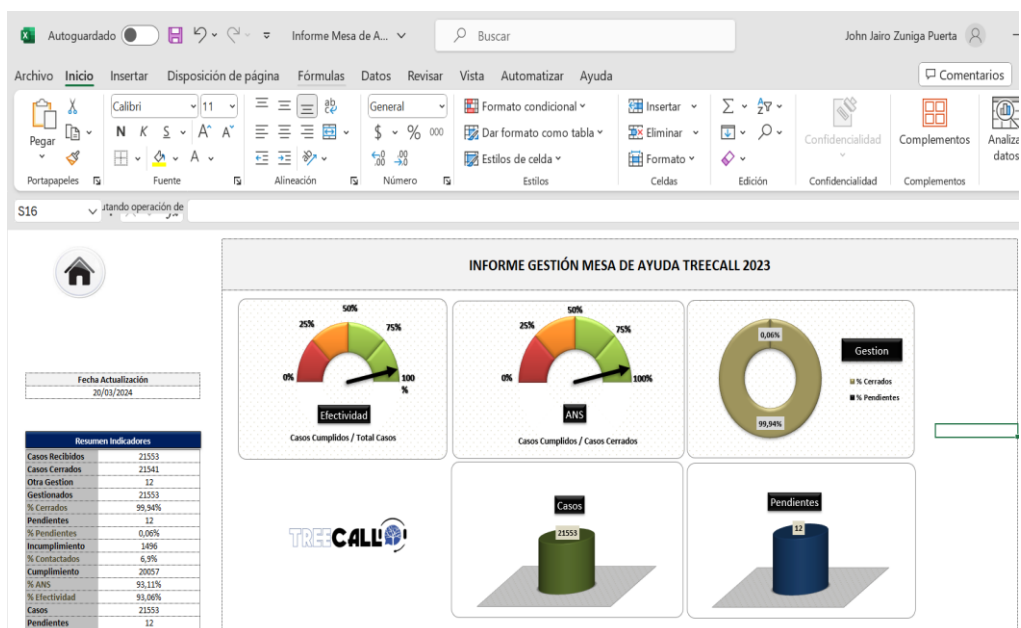 Autoguardado
Informe Mesa de A...
Buscar
John Jairo Zuniga Puerta
Archivo Inicio Insertar Disposición de página Fórmulas Datos Revisar Vista Automatizar Ayuda
Comentarios
Pegar
Calibri 11
N K S A A
A
ab
General
$ % 000
Formato condicional
Dar formato como tabla
Estilos de celda
Insertar
Eliminar
Formato
Confidencialidad
Complementos
Analiza
datos
Portapapeles Fuente Alineación Número Estilos Celdas Edición Confidencialidad Complementos
S16
utando operación de
INFORME GESTIÓN MESA DE AYUDA TREECALL 2023
0%
25%
50%
75%
100
%
Efectividad
Casos Cumplidos / Total Casos
0%
25%
50%
75%
100%
ANS
Casos Cumplidos / Casos Cerrados
0,06%
99,94%
Gestion
% Cerrados
% Pendientes
Fecha Actualización
20/03/2024
Resumen Indicadores
Casos Recibidos 21553
Casos Cerrados 21541
Otra Gestion 12
Gestionados 21553
% Cerrados 99,94%
Pendientes 12
% Pendientes 0,06%
Incumplimiento 1496
% Contactados 6,9%
Cumplimiento 20057
% ANS 93,11%
% Efectividad 93,06%
Casos 21553
Pendientes 12
TREECALL
Casos
21553
Pendientes
12